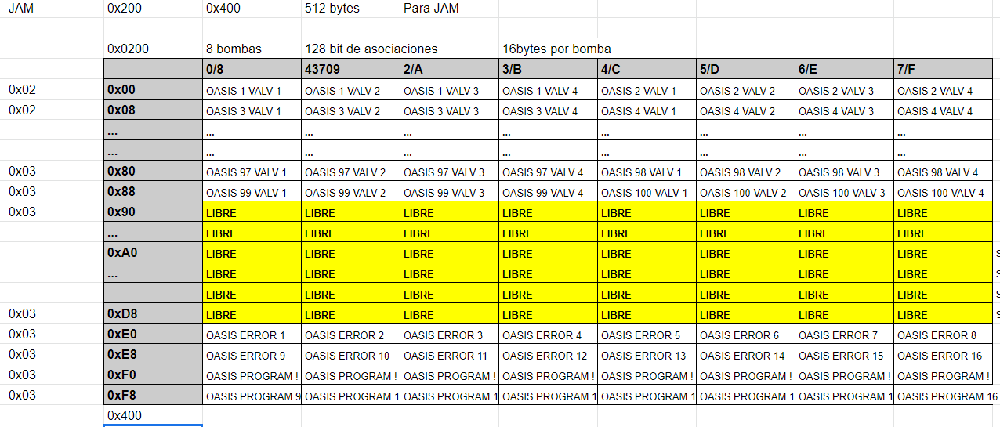 JAM 0x200 0x400 512 bytes Para JAM
0x0200 8 bombas 128 bit de asociaciones 16bytes por bomba
0/8 43709 2/A 3/B 4/C 5/D 6/E 7/F
0x02 0x00 OASIS 1 VALV 1 OASIS 1 VALV 2 OASIS 1 VALV 3 OASIS 1 VALV 4 OASIS 2 VALV 1 OASIS 2 VALV 2 OASIS 2 VALV 3 OASIS 2 VALV 4
0x02 0x08 OASIS 3 VALV 1 OASIS 3 VALV 2 OASIS 3 VALV 3 OASIS 3 VALV 4 OASIS 4 VALV 1 OASIS 4 VALV 2 OASIS 4 VALV 3 OASIS 4 VALV 4
... ... ... ... ... ... ... ... ...
... ... ... ... ... ... ... ... ...
0x03 0x80 OASIS 97 VALV 1 OASIS 97 VALV 2 OASIS 97 VALV 3 OASIS 97 VALV 4 OASIS 98 VALV 1 OASIS 98 VALV 2 OASIS 98 VALV 3 OASIS 98 VALV 4
0x03 0x88 OASIS 99 VALV 1 OASIS 99 VALV 2 OASIS 99 VALV 3 OASIS 99 VALV 4 OASIS 100 VALV 1 OASIS 100 VALV 2 OASIS 100 VALV 3 OASIS 100 VALV 4
0x03 0x90 LIBRE LIBRE LIBRE LIBRE LIBRE LIBRE LIBRE LIBRE
... LIBRE LIBRE LIBRE LIBRE LIBRE LIBRE LIBRE LIBRE
0xA0 LIBRE LIBRE LIBRE LIBRE LIBRE LIBRE LIBRE LIBRE
... LIBRE LIBRE LIBRE LIBRE LIBRE LIBRE LIBRE LIBRE
LIBRE LIBRE LIBRE LIBRE LIBRE LIBRE LIBRE LIBRE
0x03 0xD8 LIBRE LIBRE LIBRE LIBRE LIBRE LIBRE LIBRE LIBRE
0x03 0xE0 OASIS ERROR 1 OASIS ERROR 2 OASIS ERROR 3 OASIS ERROR 4 OASIS ERROR 5 OASIS ERROR 6 OASIS ERROR 7 OASIS ERROR 8
0x03 0xE8 OASIS ERROR 9 OASIS ERROR 10 OASIS ERROR 11 OASIS ERROR 12 OASIS ERROR 13 OASIS ERROR 14 OASIS ERROR 15 OASIS ERROR 16
0x03 0xF0 OASIS PROGRAM ! OASIS PROGRAM ! OASIS PROGRAM ! OASIS PROGRAM ! OASIS PROGRAM ! OASIS PROGRAM ! OASIS PROGRAM ! OASIS PROGRAM !
0x03 0xF8 OASIS PROGRAM 9 OASIS PROGRAM 1 OASIS PROGRAM 1 OASIS PROGRAM 1 OASIS PROGRAM 1 OASIS PROGRAM 1 OASIS PROGRAM 1 OASIS PROGRAM 16
0x400